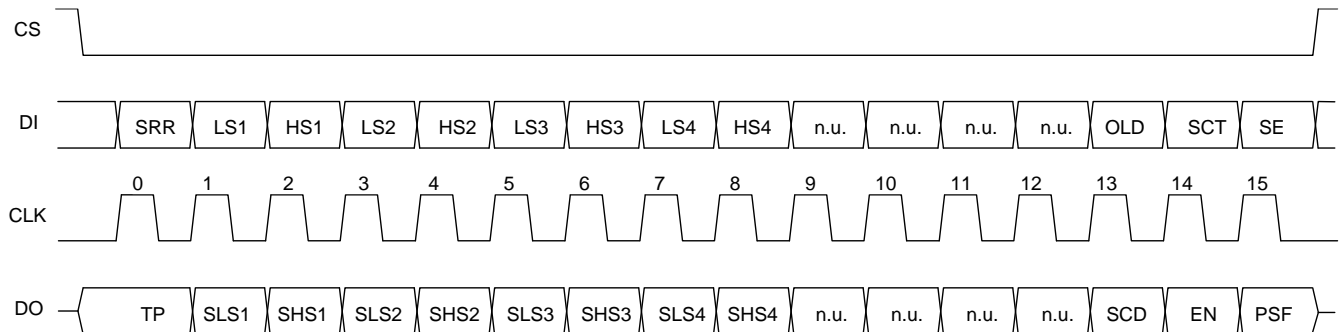 CS
DI SRR LS1 HS1 LS2 HS2 LS3 HS3 LS4 HS4 n.u. n.u. n.u. n.u. OLD SCT SE
0 1 2 3 4 5 6 7 8 9 10 11 12 13 14 15
CLK
DO TP SLS1 SHS1 SLS2 SHS2 SLS3 SHS3 SLS4 SHS4 n.u. n.u. n.u. n.u. SCD EN PSF